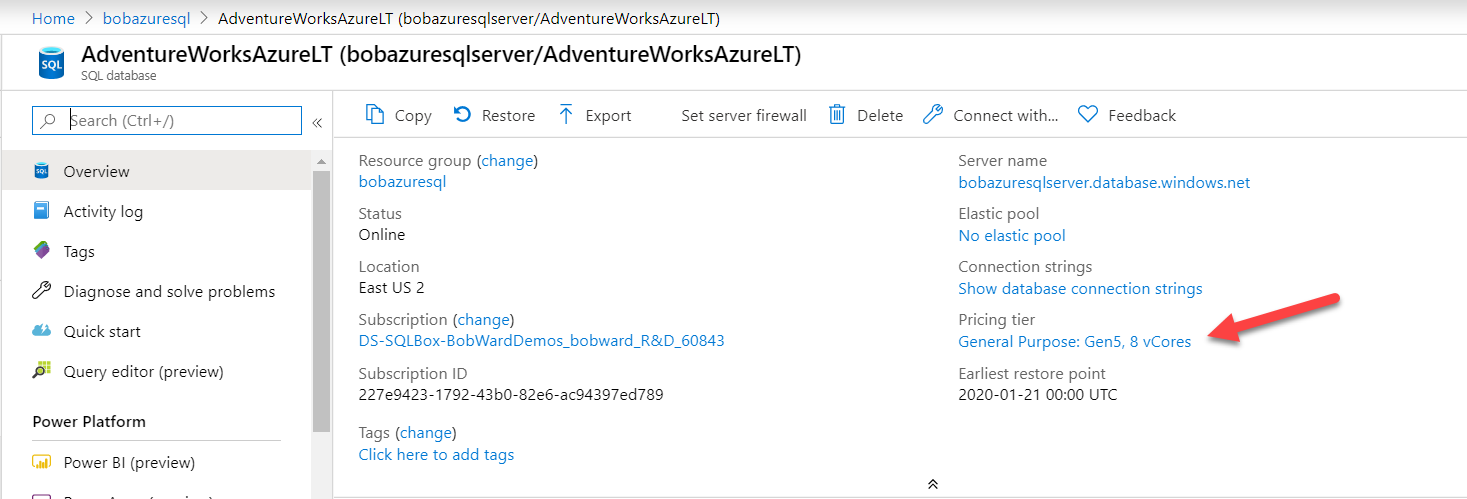 Home > bobazuresql > AdventureWorksAzureLT (bobazuresqlserver/AdventureWorksAzureLT)
SQL
AdventureWorksAzureLT (bobazuresqlserver/AdventureWorksAzureLT)
SQL database
Search (Ctrl+/)
«
Overview
Activity log
Tags
Diagnose and solve problems
Quick start
Query editor (preview)
Power Platform
Power BI (preview)
Copy Restore Export Set server firewall Delete Connect with... Feedback
Resource group (change)
bobazuresql
Status
Online
Location
East US 2
Subscription (change)
DS-SQLBox-BobWardDemos_bobward_R&D_60843
Subscription ID
227e9423-1792-43b0-82e6-ac94397ed789
Tags (change)
Click here to add tags
Server name
bobazuresqlserver.database.windows.net
Elastic pool
No elastic pool
Connection strings
Show database connection strings
Pricing tier
General Purpose: Gen5, 8 vCores
Earliest restore point
2020-01-21 00:00 UTC